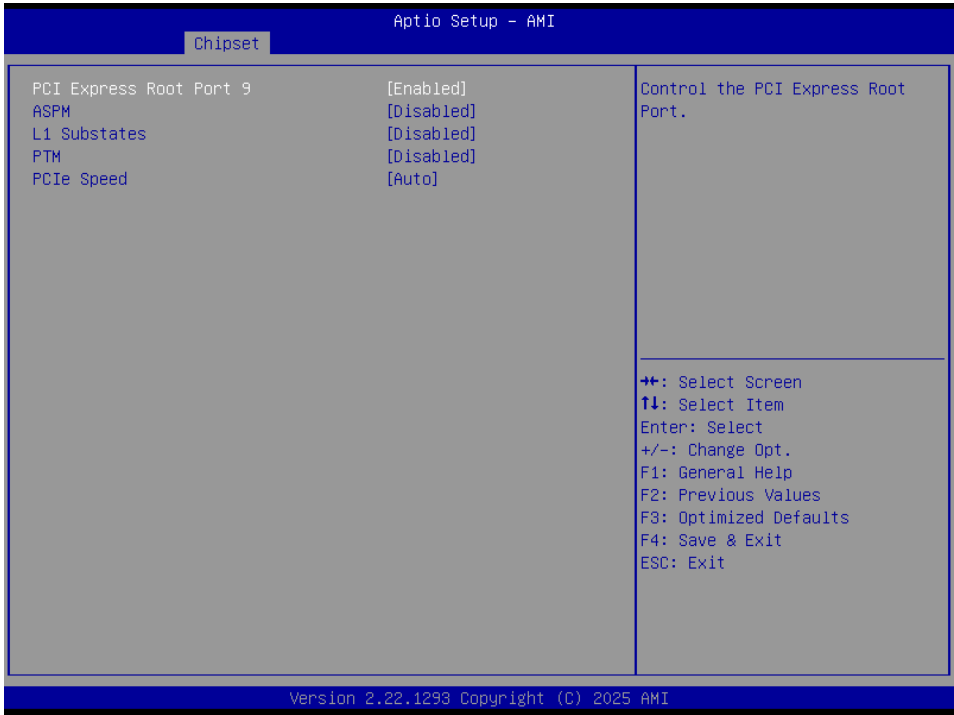 Aptio Setup – AMI
Chipset
PCI Express Root Port 9 [Enabled]
ASPM [Disabled]
L1 Substates [Disabled]
PTM [Disabled]
PCIe Speed [Auto]
Control the PCI Express Root
Port.
→←: Select Screen
↑↓: Select Item
Enter: Select
+/-: Change Opt.
F1: General Help
F2: Previous Values
F3: Optimized Defaults
F4: Save & Exit
ESC: Exit
Version 2.22.1293 Copyright (C) 2025 AMI